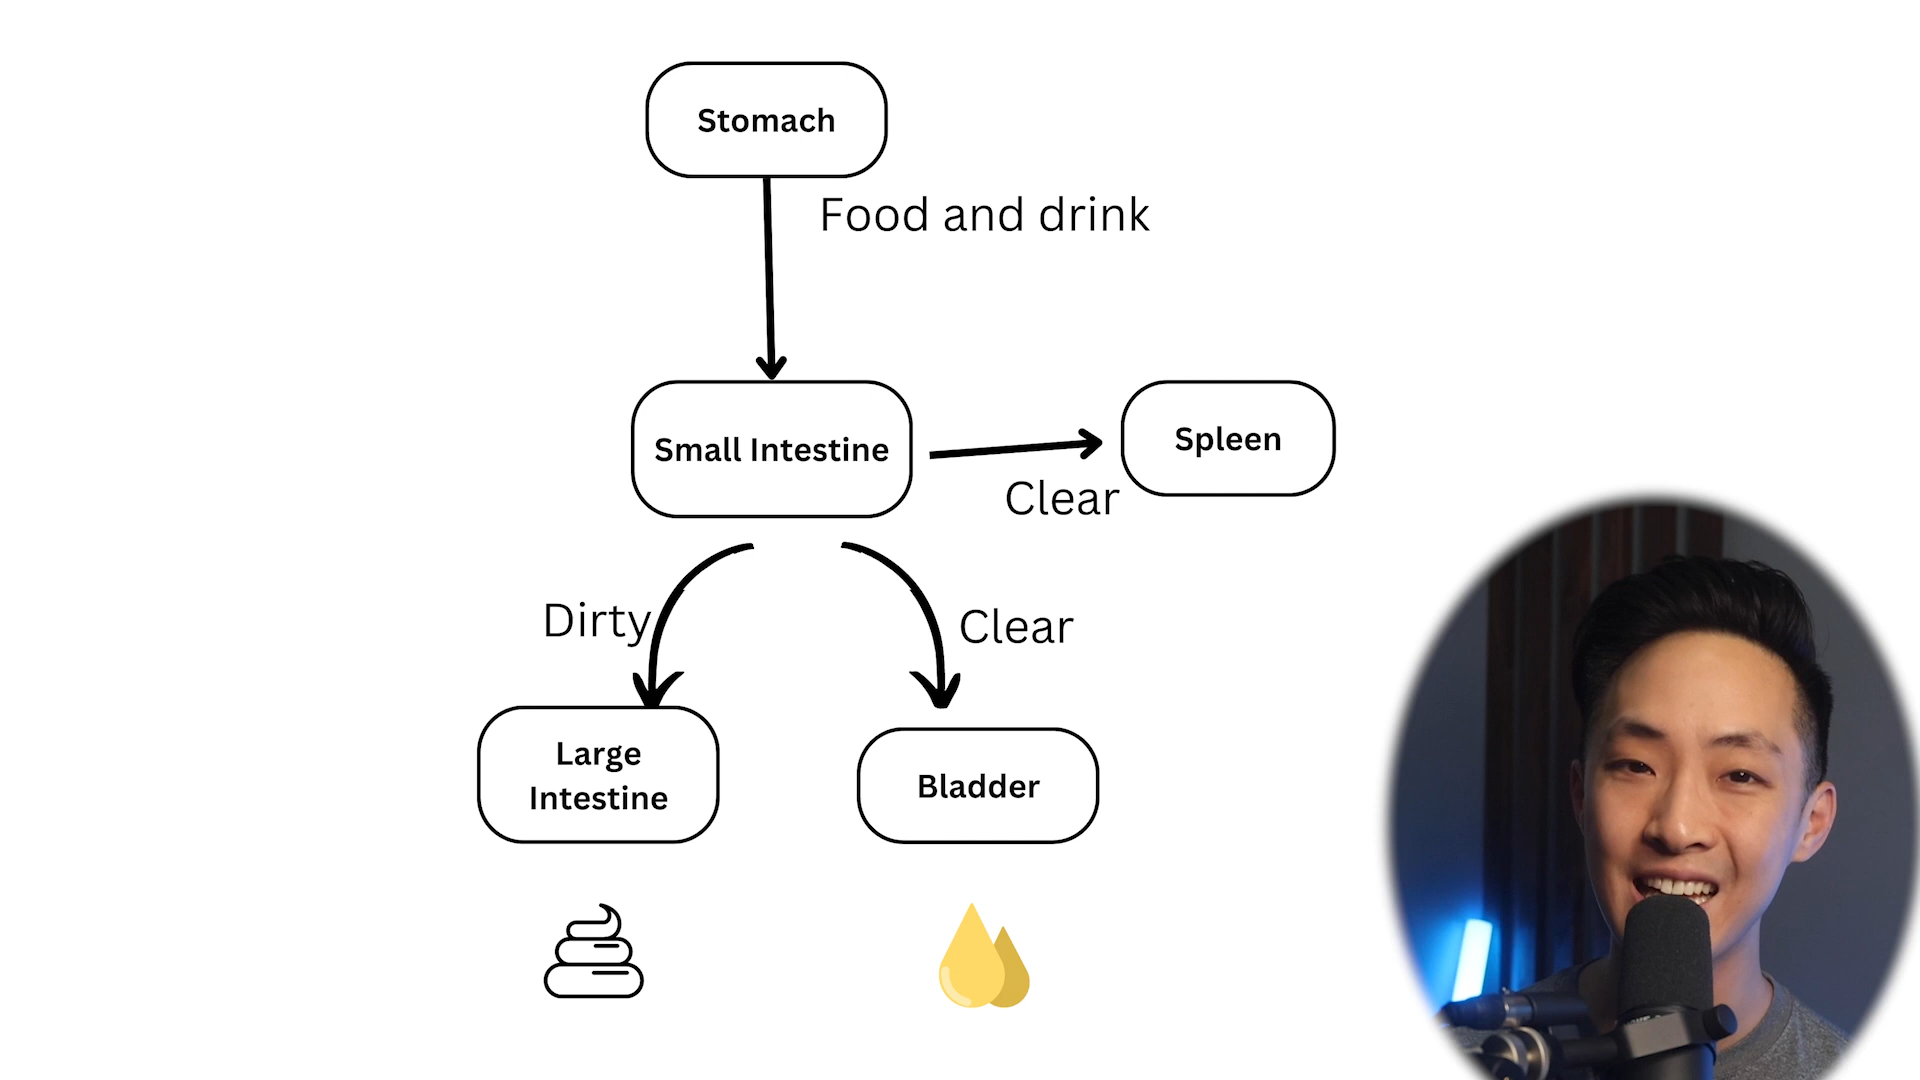 Stomach
Food and drink
Small Intestine
Spleen
Clear
Dirty
Clear
Large
Intestine
Bladder